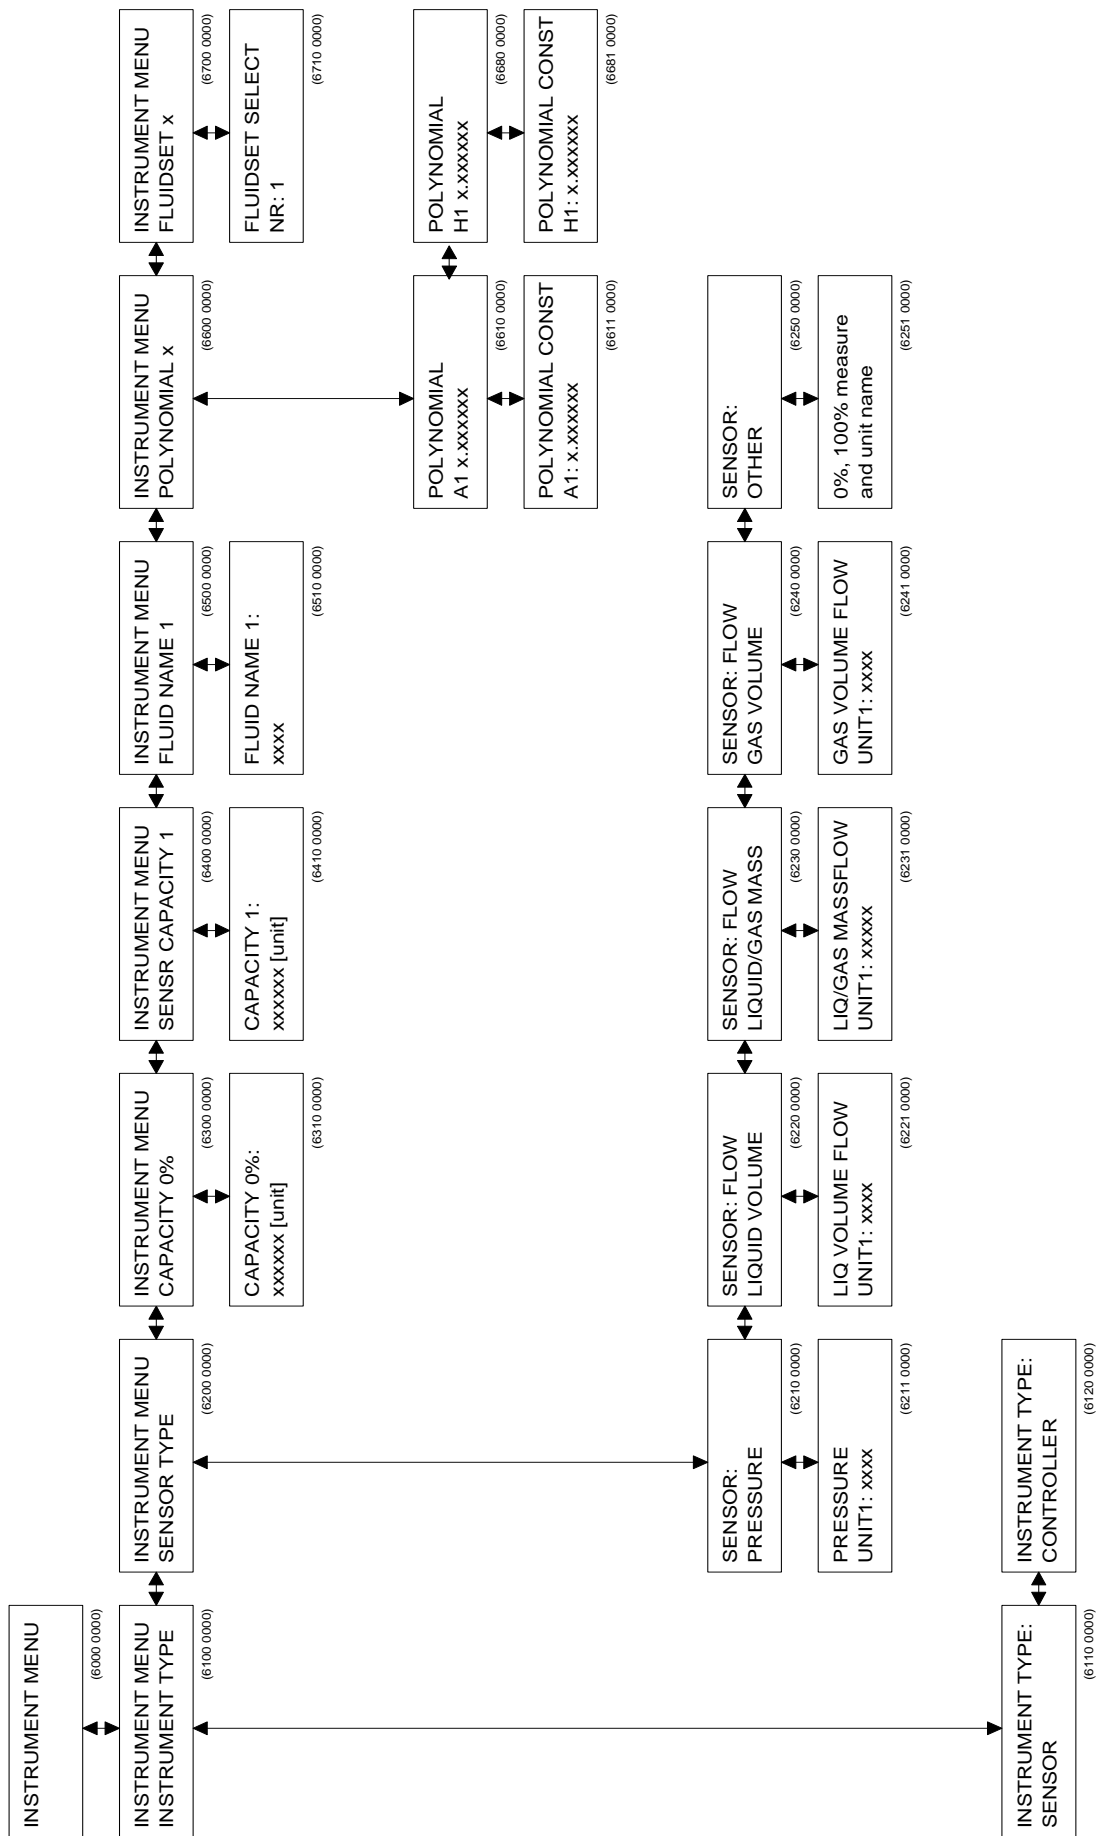 INSTRUMENT MENU
(6000 0000)
INSTRUMENT MENU
INSTRUMENT TYPE
(6100 0000)
INSTRUMENT MENU
SENSOR TYPE
(6200 0000)
INSTRUMENT MENU
CAPACITY 0%
(6300 0000)
INSTRUMENT MENU
SENSR CAPACITY 1
(6400 0000)
INSTRUMENT MENU
FLUID NAME 1
(6500 0000)
INSTRUMENT MENU
POLYNOMIAL x
(6600 0000)
INSTRUMENT MENU
FLUIDSET x
(6700 0000)
CAPACITY 0%:
xxxxxx [unit]
(6310 0000)
CAPACITY 1:
xxxxxx [unit]
(6410 0000)
FLUID NAME 1:
xxxx
(6510 0000)
FLUIDSET SELECT
NR: 1
(6710 0000)
POLYNOMIAL
A1 x.xxxxxx
(6610 0000)
POLYNOMIAL
H1 x.xxxxxx
(6680 0000)
POLYNOMIAL CONST
A1: x.xxxxxx
(6611 0000)
POLYNOMIAL CONST
H1: x.xxxxxx
(6681 0000)
SENSOR:
PRESSURE
(6210 0000)
SENSOR: FLOW
LIQUID VOLUME
(6220 0000)
SENSOR: FLOW
LIQUID/GAS MASS
(6230 0000)
SENSOR: FLOW
GAS VOLUME
(6240 0000)
SENSOR:
OTHER
(6250 0000)
PRESSURE
UNIT1: xxxx
(6211 0000)
LIQ VOLUME FLOW
UNIT1: xxxx
(6221 0000)
LIQ/GAS MASSFLOW
UNIT1: xxxxx
(6231 0000)
GAS VOLUME FLOW
UNIT1: xxxx
(6241 0000)
0%, 100% measure
and unit name
(6251 0000)
INSTRUMENT TYPE:
SENSOR
(6110 0000)
INSTRUMENT TYPE:
CONTROLLER
(6120 0000)